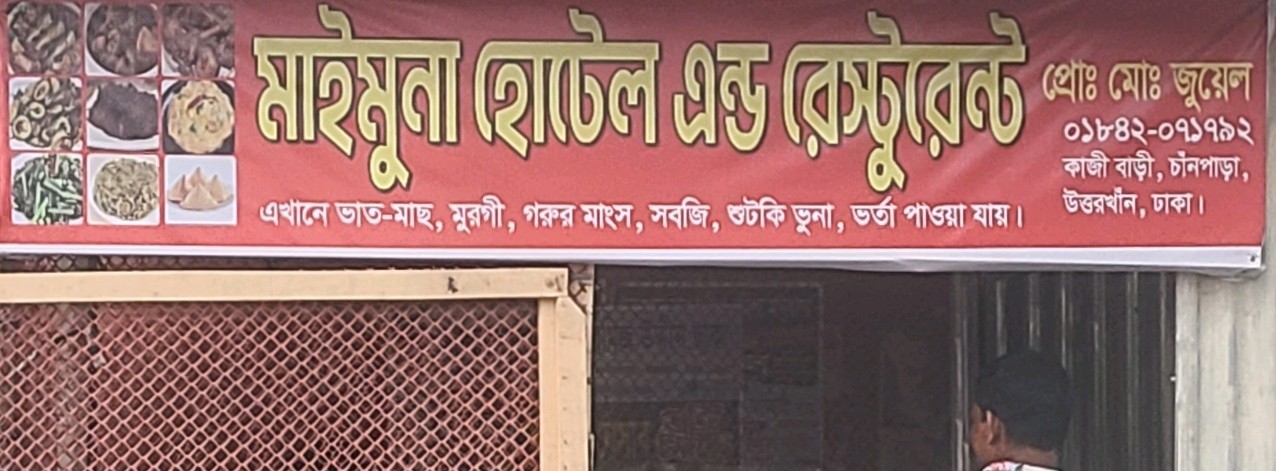 মাইমুনা হোটেল এন্ড রেস্টুরেন্ট
এখানে ভাত-মাছ, মুরগী, গরুর মাংস, সবজি, শুটকি ভুনা, ভর্তা পাওয়া যায়।
প্রোঃ মোঃ জুয়েল
০১৮৪২-০৭১৭৯২
কাজী বাড়ী, চাঁনপাড়া,
উত্তরখাঁন, ঢাকা।